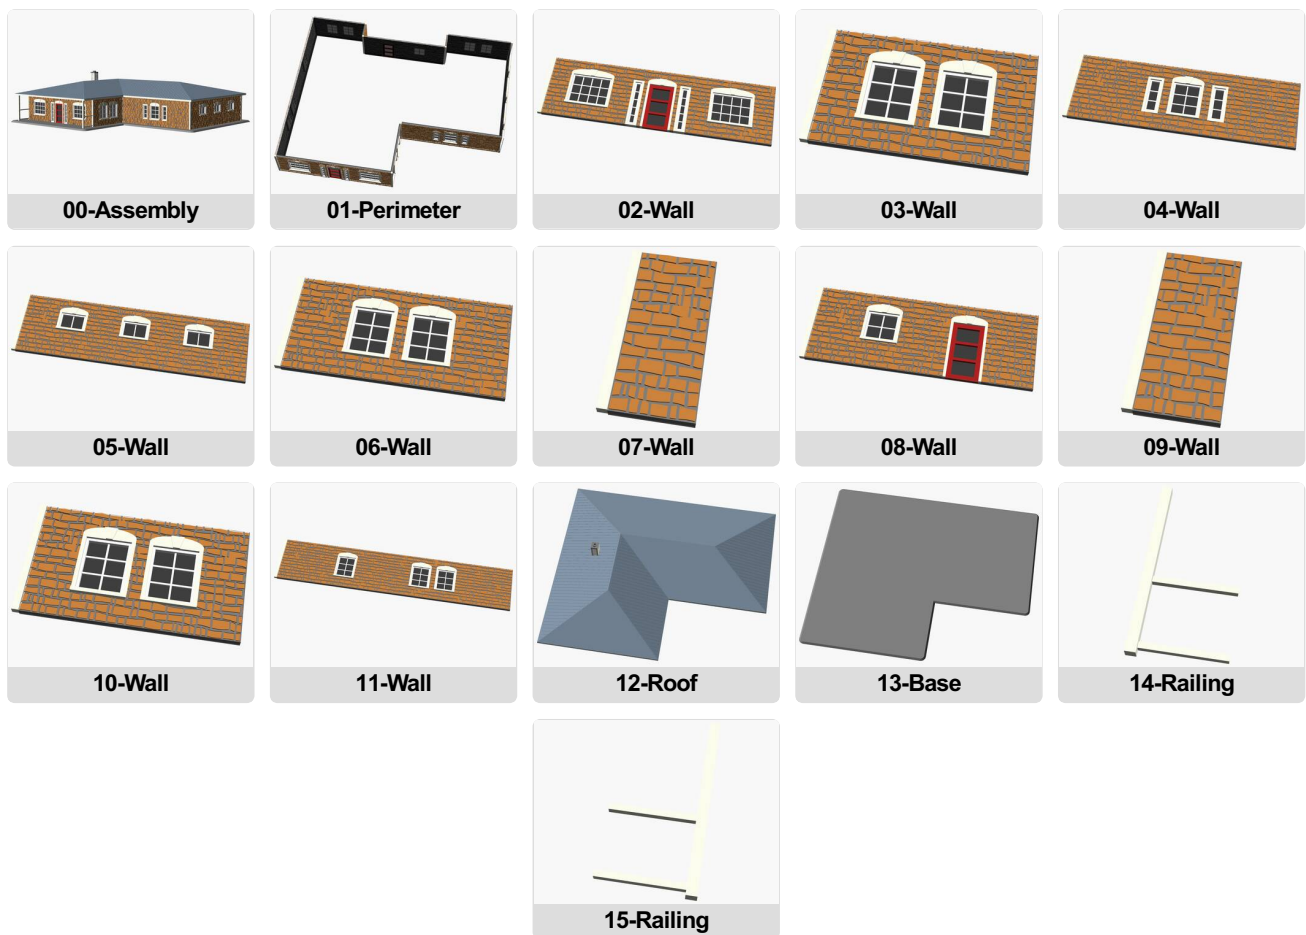 00-Assembly
01-Perimeter
02-Wall
03-Wall
04-Wall
05-Wall
06-Wall
07-Wall
08-Wall
09-Wall
10-Wall
11-Wall
12-Roof
13-Base
14-Railing
15-Railing